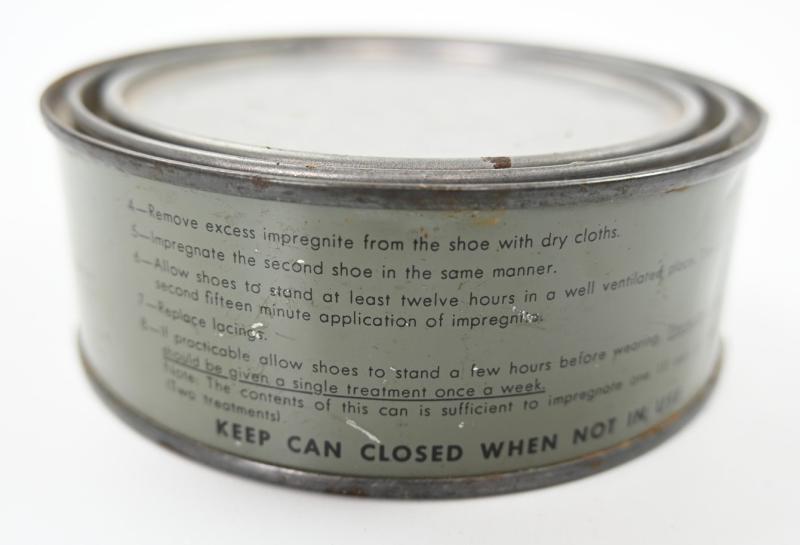 4—Remove excess impregnite from the shoe with dry cloths.
5—Impregnate the second shoe in the same manner.
6—Allow shoes to stand at least twelve hours in a well ventilated place.
second fifteen minute application of impregnite.
7—Replace lacings.
8—If practicable allow shoes to stand a few hours before wearing.
should be given a single treatment once a week.
Note: The contents of this can is sufficient to impregnate one
(Two treatments)
KEEP CAN CLOSED WHEN NOT IN USE